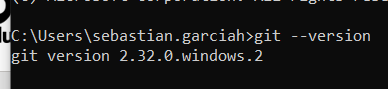 C:\Users\sebastian.garciah>git --version
git version 2.32.0.windows.2